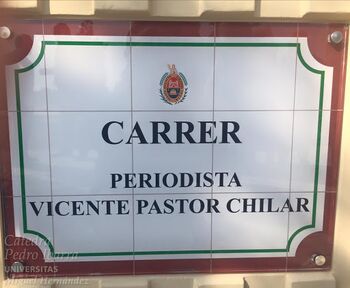 CARRER
PERIODISTA
VICENTE PASTOR CHILAR
Cátedra
Pedro Ibarra
UNIVERSITAS
Miguel Hernández